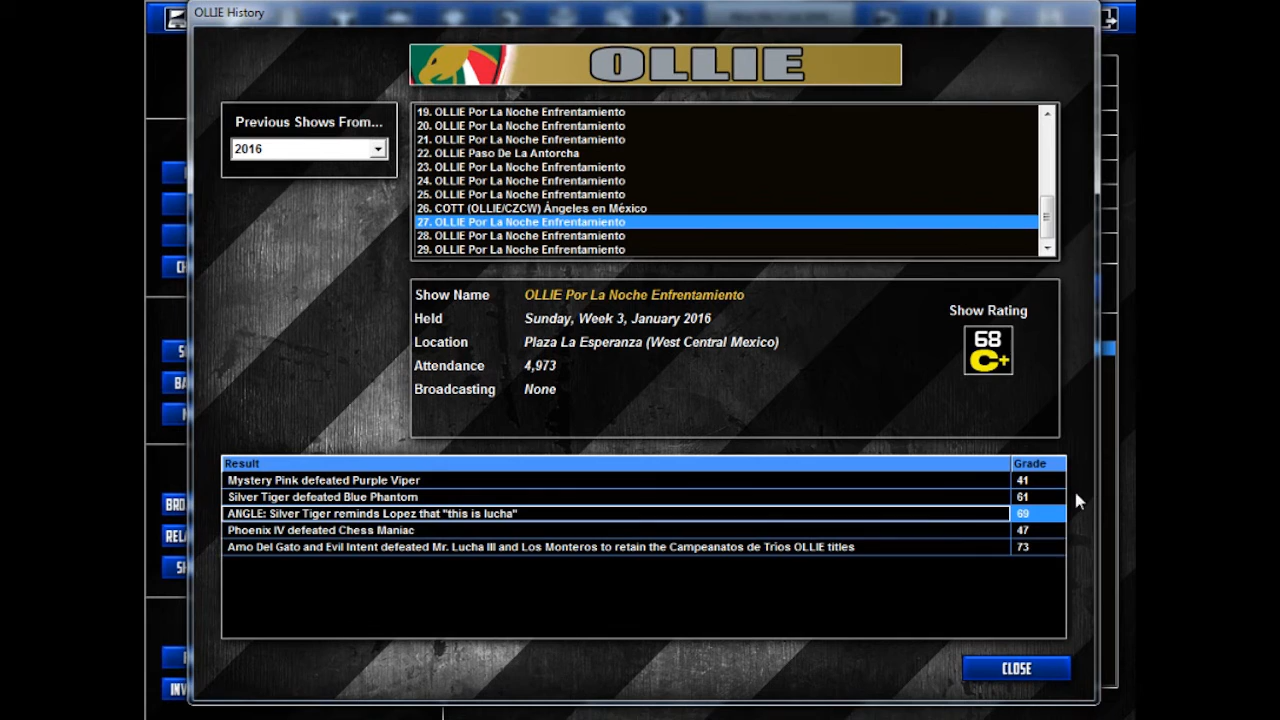 OLLIE History
OLLIE
Previous Shows From...
2016
19. OLLIE Por La Noche Enfrentamiento
20. OLLIE Por La Noche Enfrentamiento
21. OLLIE Por La Noche Enfrentamiento
22. OLLIE Paso De La Antorcha
23. OLLIE Por La Noche Enfrentamiento
24. OLLIE Por La Noche Enfrentamiento
25. OLLIE Por La Noche Enfrentamiento
26. COTT (OLLIE/CZCW) Ángeles en México
27. OLLIE Por La Noche Enfrentamiento
28. OLLIE Por La Noche Enfrentamiento
29. OLLIE Por La Noche Enfrentamiento
Show Name OLLIE Por La Noche Enfrentamiento
Held Sunday, Week 3, January 2016
Location Plaza La Esperanza (West Central Mexico)
Attendance 4,973
Broadcasting None
Show Rating
68
C+
Result Grade
Mystery Pink defeated Purple Viper 41
Silver Tiger defeated Blue Phantom 61
ANGLE: Silver Tiger reminds Lopez that "this is lucha" 69
Phoenix IV defeated Chess Maniac 47
Amo Del Gato and Evil Intent defeated Mr. Lucha III and Los Monteros to retain the Campeanatos de Tríos OLLIE titles 73
CLOSE